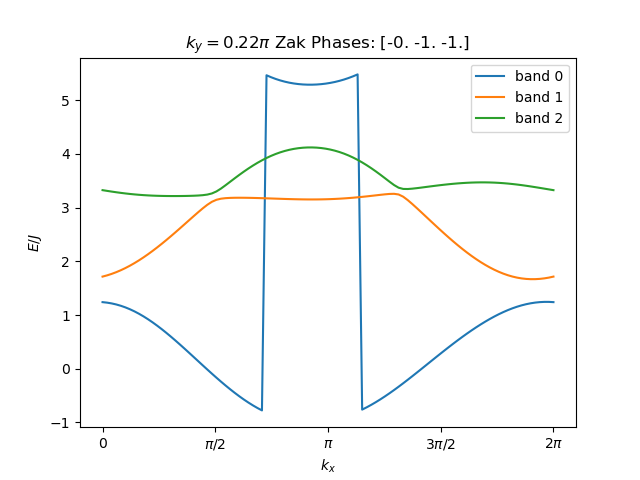 k_y = 0.22π Zak Phases: [-0. -1. -1.]
band 0
band 1
band 2
E/J
5
4
3
2
1
0
−1
0 π/2 π 3π/2 2π
k_x